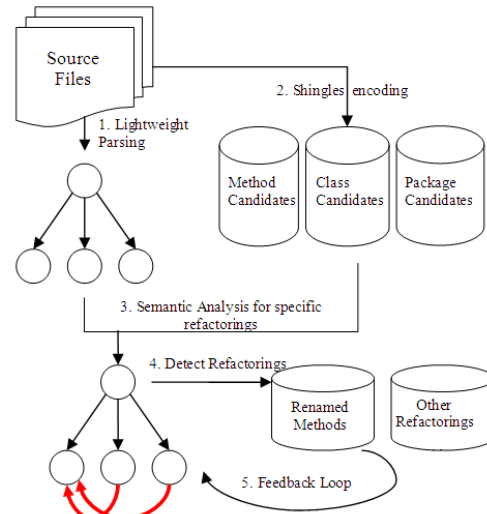 Source
Files
2. Shingles encoding
1. Lightweight
Parsing
Method
Candidates
Class
Candidates
Package
Candidates
3. Semantic Analysis for specific
refactorings
4. Detect Refactorings
Renamed
Methods
Other
Refactorings
5. Feedback Loop